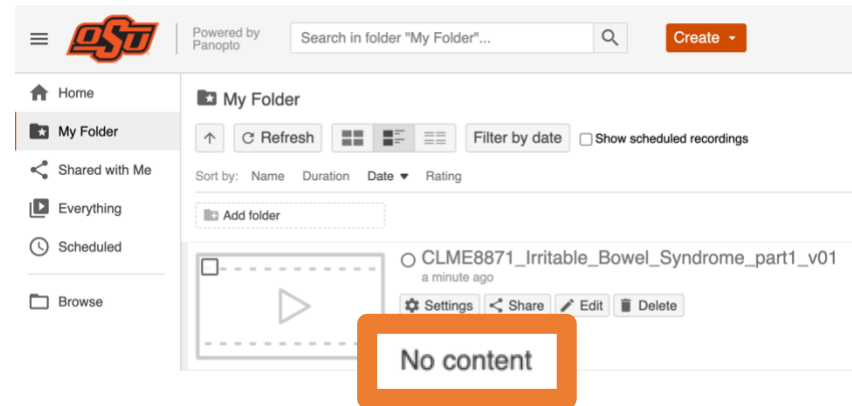 OSU
Powered by
Panopto
Search in folder "My Folder"...
Create
Home
My Folder
Shared with Me
Everything
Scheduled
Browse
My Folder
Refresh
Filter by date
Show scheduled recordings
Sort by: Name Duration Date ▼ Rating
Add folder
CLME8871_Irritable_Bowel_Syndrome_part1_v01
a minute ago
Settings Share Edit Delete
No content